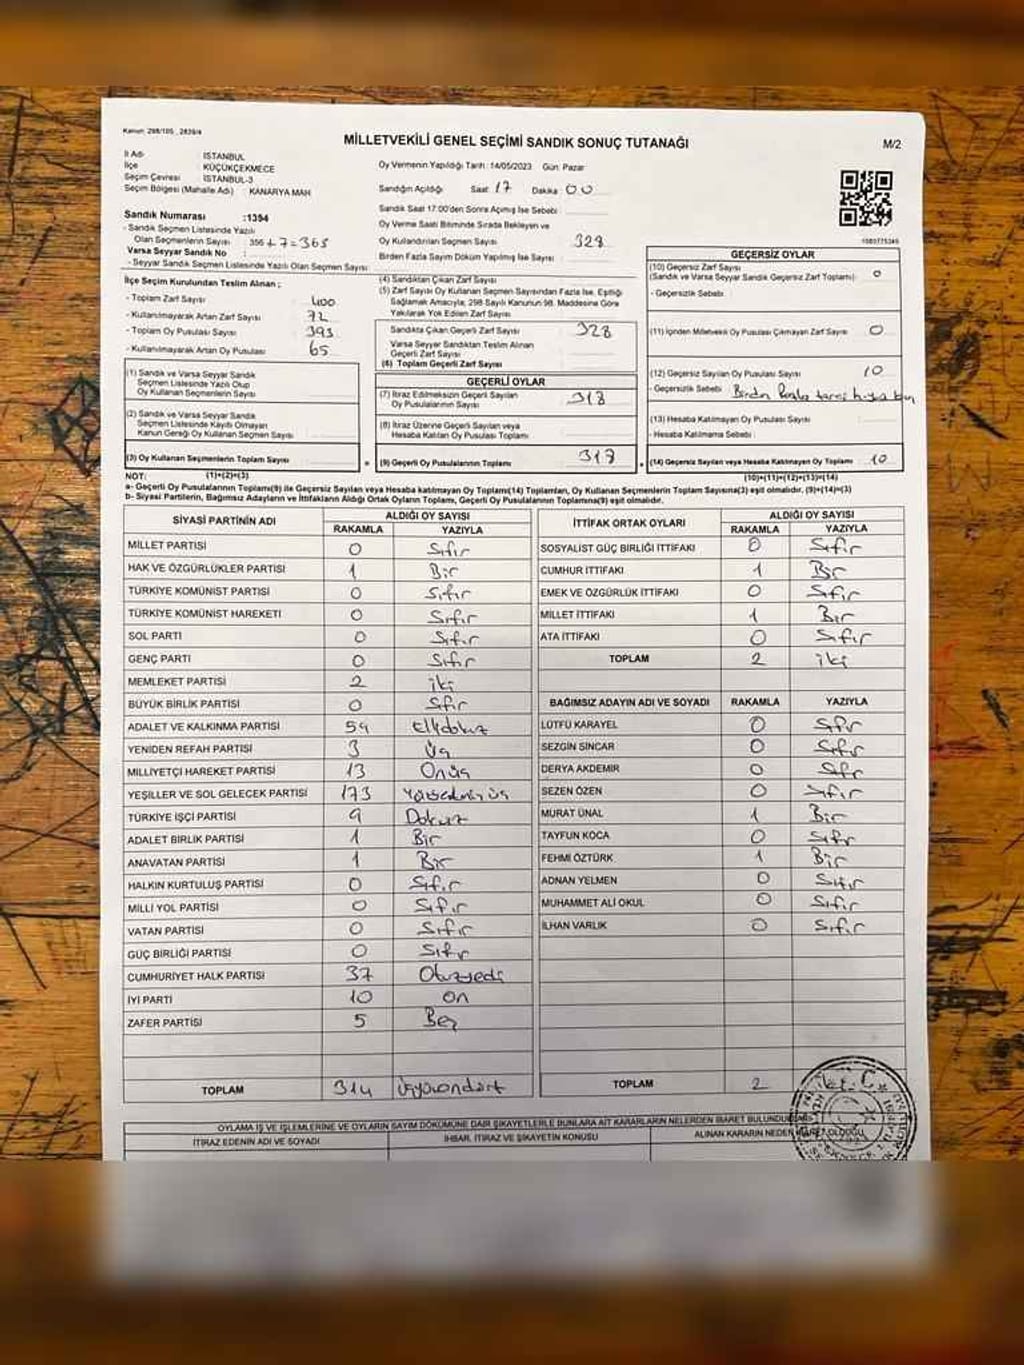 Kanun: 298/105 , 2839/4
MİLLETVEKİLİ GENEL SEÇİMİ SANDIK SONUÇ TUTANAĞI
M/2
İl Adı : İSTANBUL
İlçe : KÜÇÜKÇEKMECE
Seçim Çevresi : İSTANBUL-3
Seçim Bölgesi (Mahalle Adı) : KANARYA MAH
Oy Vermenin Yapıldığı Tarih : 14/05/2023 Gün: Pazar
Sandığın Açıldığı Saat 17 Dakika 00
Sandık Saat 17:00'den Sonra Açılmış İse Sebebi :
Sandık Numarası :1394
- Sandık Seçmen Listesinde Yazılı
Olan Seçmenlerin Sayısı : 356 + 7 = 365
Varsa Seyyar Sandık No :
- Seyyar Sandık Seçmen Listesinde Yazılı Olan Seçmen Sayısı :
Oy Verme Saati Bitiminde Sırada Bekleyen ve
Oy Kullandırılan Seçmen Sayısı 328
Birden Fazla Sayım Döküm Yapılmış İse Sayısı :
1080775345
İlçe Seçim Kurulundan Teslim Alınan ;
- Toplam Zarf Sayısı : 400
- Kullanılmayarak Artan Zarf Sayısı : 72
- Toplam Oy Pusulası Sayısı : 393
- Kullanılmayarak Artan Oy Pusulası : 65
(4) Sandıktan Çıkan Zarf Sayısı
(5) Zarf Sayısı Oy Kullanan Seçmen Sayısından Fazla İse, Eşitliği
Sağlamak Amacıyla; 298 Sayılı Kanunun 98. Maddesine Göre
Yakılarak Yok Edilen Zarf Sayısı
Sandıkta Çıkan Geçerli Zarf Sayısı : 328
Varsa Seyyar Sandıktan Teslim Alınan
Geçerli Zarf Sayısı
(6) Toplam Geçerli Zarf Sayısı
GEÇERSİZ OYLAR
(10) Geçersiz Zarf Sayısı
(Sandık ve Varsa Seyyar Sandık Geçersiz Zarf Toplamı) : 0
- Geçersizlik Sebebi :
(11) İçinden Milletvekili Oy Pusulası Çıkmayan Zarf Sayısı : 0
(12) Geçersiz Sayılan Oy Pusulası Sayısı : 10
- Geçersizlik Sebebi : Birden
(13) Hesaba Katılmayan Oy Pusulası Sayısı :
- Hesaba Katılmama Sebebi :
(14) Geçersiz Sayılan veya Hesaba Katılmayan Oy Toplamı : 10
(10)+(11)+(12)+(13)=(14)
(1) Sandık ve Varsa Seyyar Sandık
Seçmen Listesinde Yazılı Olup
Oy Kullanan Seçmenlerin Sayısı :
(2) Sandık ve Varsa Seyyar Sandık
Seçmen Listesinde Kayıtlı Olmayan
Kanun Gereği Oy Kullanan Seçmen Sayısı :
(3) Oy Kullanan Seçmenlerin Toplam Sayısı :
(1)+(2)=(3)
GEÇERLİ OYLAR
(7) İtiraz Edilmeksizin Geçerli Sayılan
Oy Pusulalarının Sayısı : 318
(8) İtiraz Üzerine Geçerli Sayılan veya
Hesaba Katılan Oy Pusulası Toplamı :
= (9) Geçerli Oy Pusulalarının Toplamı : 318 +
NOT:
a- Geçerli Oy Pusulalarının Toplamı(9) ile Geçersiz Sayılan veya Hesaba katılmayan Oy Toplamı(14) Toplamları, Oy Kullanan Seçmenlerin Toplam Sayısına(3) eşit olmalıdır. (9)+(14)=(3)
b- Siyasi Partilerin, Bağımsız Adayların ve İttifakların Aldığı Ortak Oyların Toplamı, Geçerli Oy Pusulalarının Toplamına(9) eşit olmalıdır.
SİYASİ PARTİNİN ADI ALDIĞI OY SAYISI
RAKAMLA YAZIYLA
MİLLET PARTİSİ 0 Sıfır
HAK VE ÖZGÜRLÜKLER PARTİSİ 1 Bir
TÜRKİYE KOMÜNİST PARTİSİ 0 Sıfır
TÜRKİYE KOMÜNİST HAREKETİ 0 Sıfır
SOL PARTİ 0 Sıfır
GENÇ PARTİ 0 Sıfır
MEMLEKET PARTİSİ 2 iki
BÜYÜK BİRLİK PARTİSİ 0 Sıfır
ADALET VE KALKINMA PARTİSİ 59 Ellidokuz
YENİDEN REFAH PARTİSİ 3 Üç
MİLLİYETÇİ HAREKET PARTİSİ 13 Onüç
YEŞİLLER VE SOL GELECEK PARTİSİ 173 Yüzyetmişüç
TÜRKİYE İŞÇİ PARTİSİ 9 Dokuz
ADALET BİRLİK PARTİSİ 1 Bir
ANAVATAN PARTİSİ 1 Bir
HALKIN KURTULUŞ PARTİSİ 0 Sıfır
MİLLİ YOL PARTİSİ 0 Sıfır
VATAN PARTİSİ 0 Sıfır
GÜÇ BİRLİĞİ PARTİSİ 0 Sıfır
CUMHURİYET HALK PARTİSİ 37 Otuzyedi
İYİ PARTİ 10 on
ZAFER PARTİSİ 5 Beş
TOPLAM 314 Üçyüzondört
İTTİFAK ORTAK OYLARI ALDIĞI OY SAYISI
RAKAMLA YAZIYLA
SOSYALİST GÜÇ BİRLİĞİ İTTİFAKI 0 Sıfır
CUMHUR İTTİFAKI 1 Bir
EMEK VE ÖZGÜRLÜK İTTİFAKI 0 Sıfır
MİLLET İTTİFAKI 1 Bir
ATA İTTİFAKI 0 Sıfır
TOPLAM 2 iki
BAĞIMSIZ ADAYIN ADI VE SOYADI RAKAMLA YAZIYLA
LÜTFÜ KARAYEL 0 Sıfır
SEZGİN SİNCAR 0 Sıfır
DERYA AKDEMİR 0 Sıfır
SEZEN ÖZEN 0 Sıfır
MURAT ÜNAL 1 Bir
TAYFUN KOCA 0 Sıfır
FEHMİ ÖZTÜRK 1 Bir
ADNAN YELMEN 0 Sıfır
MUHAMMET ALİ OKUL 0 Sıfır
İLHAN VARLIK 0 Sıfır
TOPLAM 2 iki
OYLAMA İŞ VE İŞLEMLERİNE VE OYLARIN SAYIM DÖKÜMÜNE DAİR ŞİKAYETLERLE BUNLARA AİT KARARLARIN NELERDEN İBARET BULUNDUĞU
İTİRAZ EDENİN ADI VE SOYADI
İHBAR, İTİRAZ VE ŞİKAYETİN KONUSU
ALINAN KARARIN NEDEN İBARET OLDUĞU